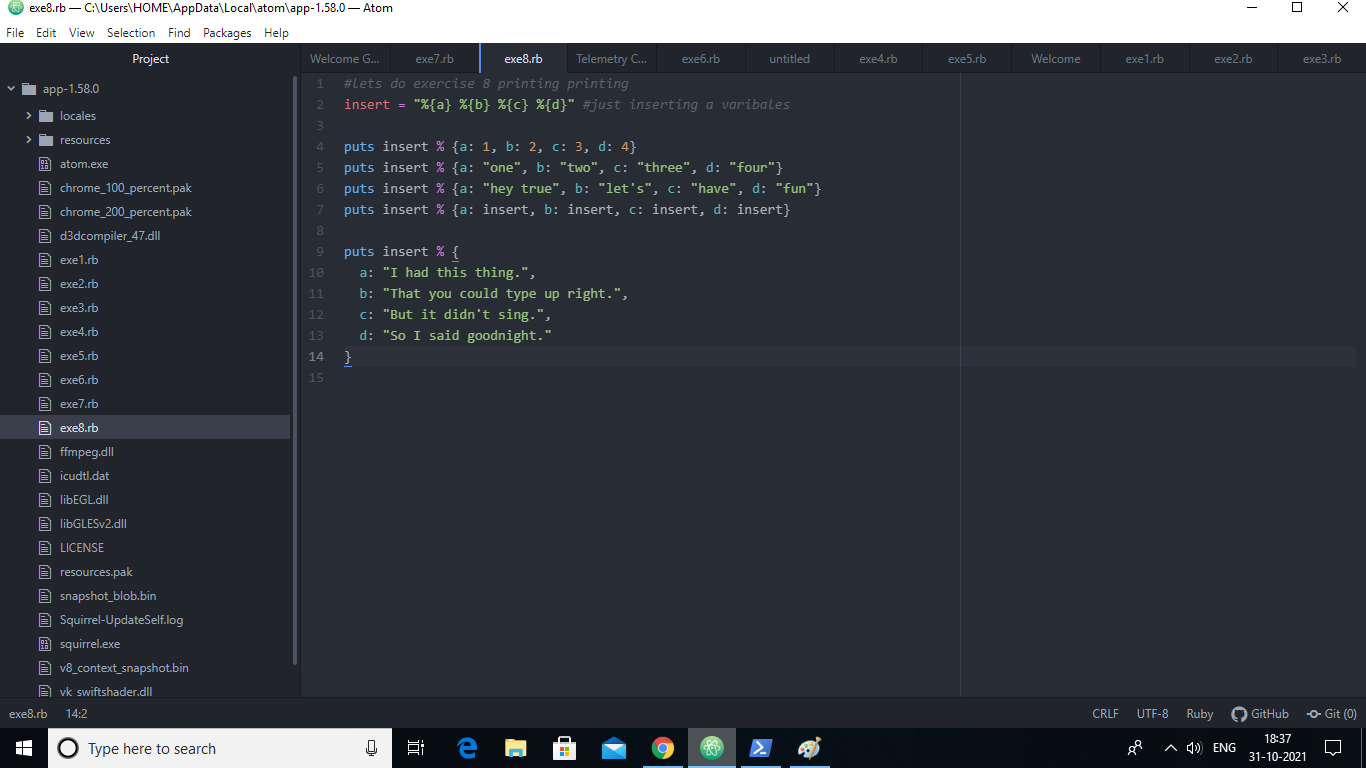 exe8.rb — C:\Users\HOME\AppData\Local\atom\app-1.58.0 — Atom
File Edit View Selection Find Packages Help
Project
Welcome G... exe7.rb exe8.rb Telemetry C... exe6.rb untitled exe4.rb exe5.rb Welcome exe1.rb exe2.rb exe3.rb
app-1.58.0
locales
resources
atom.exe
chrome_100_percent.pak
chrome_200_percent.pak
d3dcompiler_47.dll
exe1.rb
exe2.rb
exe3.rb
exe4.rb
exe5.rb
exe6.rb
exe7.rb
exe8.rb
ffmpeg.dll
icudtl.dat
libEGL.dll
libGLESv2.dll
LICENSE
resources.pak
snapshot_blob.bin
Squirrel-UpdateSelf.log
squirrel.exe
v8_context_snapshot.bin
vk_swiftshader.dll
1 #lets do exercise 8 printing printing
2 insert = "%{a} %{b} %{c} %{d}" #just inserting a varibales
3
4 puts insert % {a: 1, b: 2, c: 3, d: 4}
5 puts insert % {a: "one", b: "two", c: "three", d: "four"}
6 puts insert % {a: "hey true", b: "let's", c: "have", d: "fun"}
7 puts insert % {a: insert, b: insert, c: insert, d: insert}
8
9 puts insert % {
10 a: "I had this thing.",
11 b: "That you could type up right.",
12 c: "But it didn't sing.",
13 d: "So I said goodnight."
14 }
15
exe8.rb 14:2 CRLF UTF-8 Ruby GitHub Git (0)
Type here to search
ENG
18:37
31-10-2021